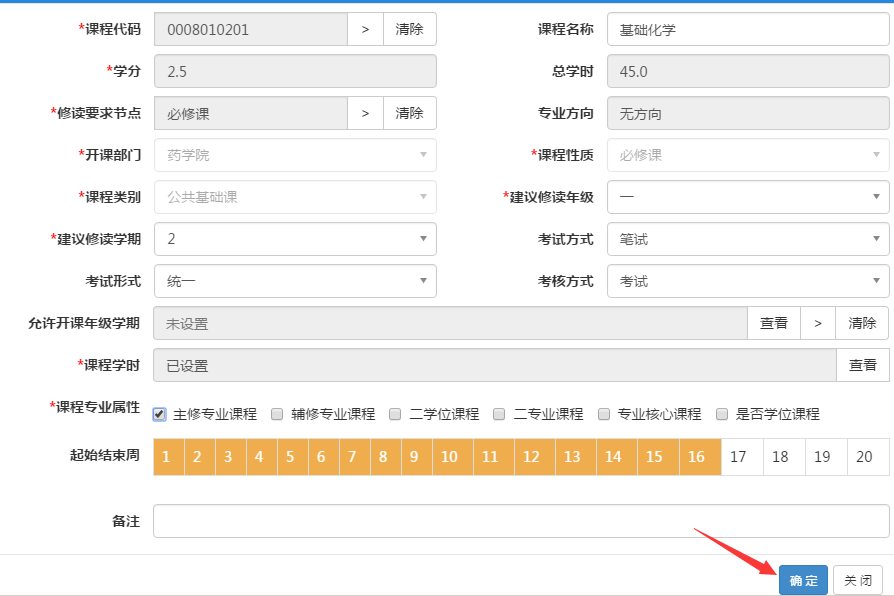 *课程代码 0008010201 > 清除 课程名称 基础化学
*学分 2.5 总学时 45.0
*修读要求节点 必修课 > 清除 专业方向 无方向
*开课部门 药学院 *课程性质 必修课
*课程类别 公共基础课 *建议修读年级 一
*建议修读学期 2 考试方式 笔试
考试形式 统一 考核方式 考试
允许开课年级学期 未设置 查看 > 清除
*课程学时 已设置 查看
*课程专业属性 主修专业课程 辅修专业课程 二学位课程 二专业课程 专业核心课程 是否学位课程
起始结束周 1 2 3 4 5 6 7 8 9 10 11 12 13 14 15 16 17 18 19 20
备注
确定 关闭